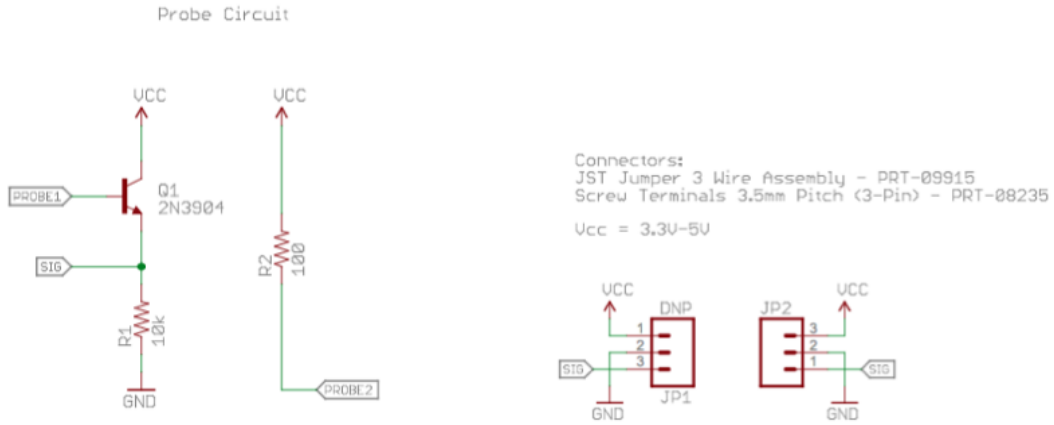 Probe Circuit
VCC
VCC
PROBE1
Q1
2N3904
SIG
R1
10k
GND
R2
100
PROBE2
Connectors:
JST Jumper 3 Wire Assembly - PRT-09915
Screw Terminals 3.5mm Pitch (3-Pin) - PRT-08235
Vcc = 3.3V-5V
VCC
DNP
1
2
3
SIG
JP1
GND
JP2
VCC
3
2
1
SIG
GND